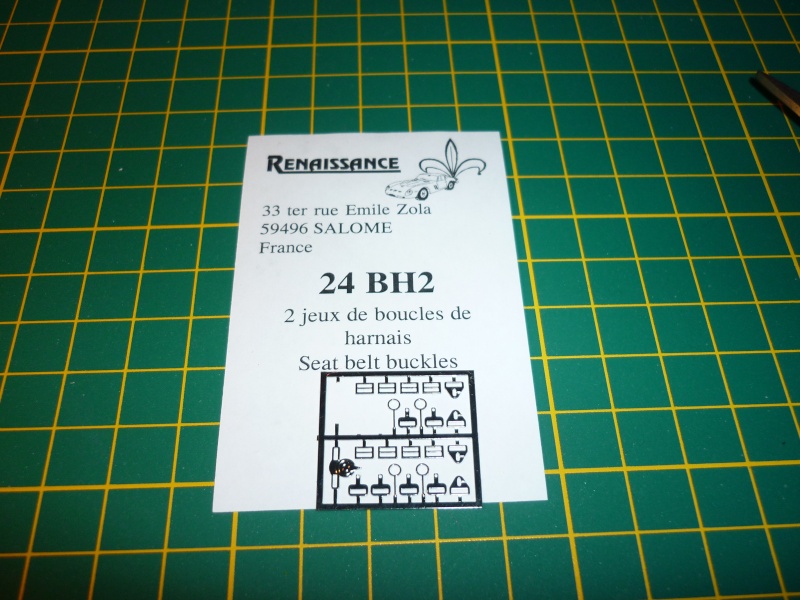 RENAISSANCE
33 ter rue Emile Zola
59496 SALOME
France
24 BH2
2 jeux de boucles de
harnais
Seat belt buckles